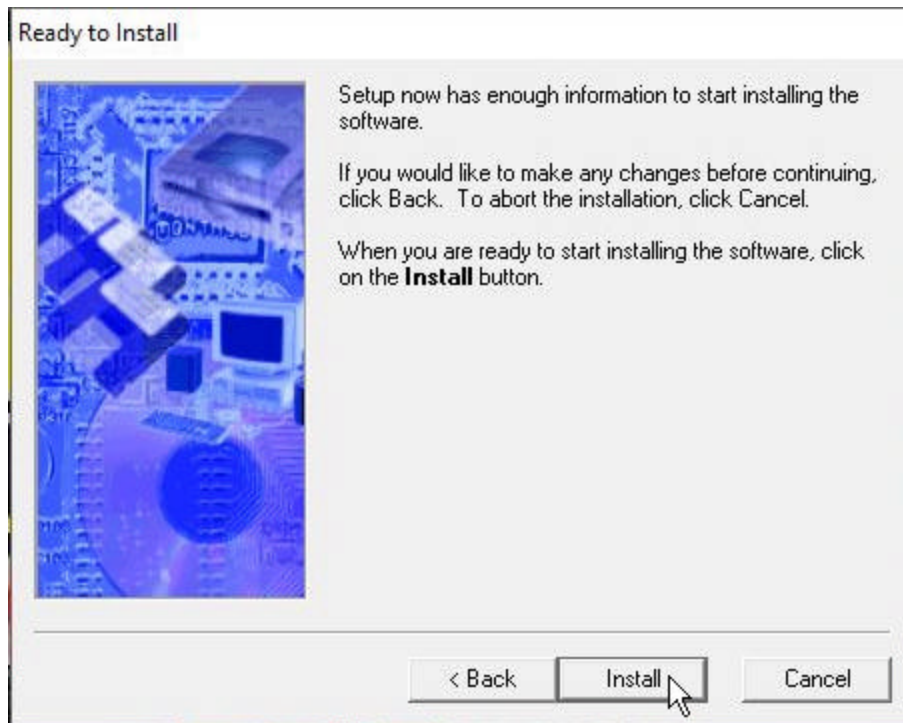 Ready to Install
Setup now has enough information to start installing the
software.
If you would like to make any changes before continuing,
click Back.  To abort the installation, click Cancel.
When you are ready to start installing the software, click
on the Install button.
< Back
Install
Cancel